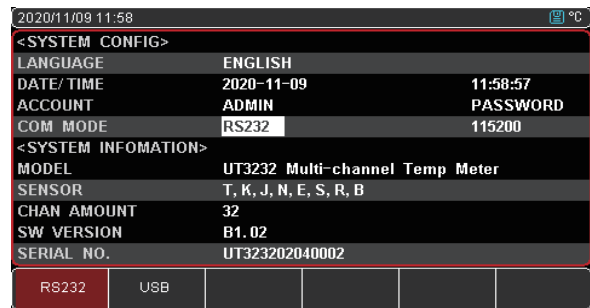 2020/11/09 11:58 °C
<SYSTEM CONFIG>
LANGUAGE ENGLISH
DATE/TIME 2020-11-09 11:58:57
ACCOUNT ADMIN PASSWORD
COM MODE RS232 115200
<SYSTEM INFOMATION>
MODEL UT3232 Multi-channel Temp Meter
SENSOR T, K, J, N, E, S, R, B
CHAN AMOUNT 32
SW VERSION B1.02
SERIAL NO. UT323202040002
RS232 USB